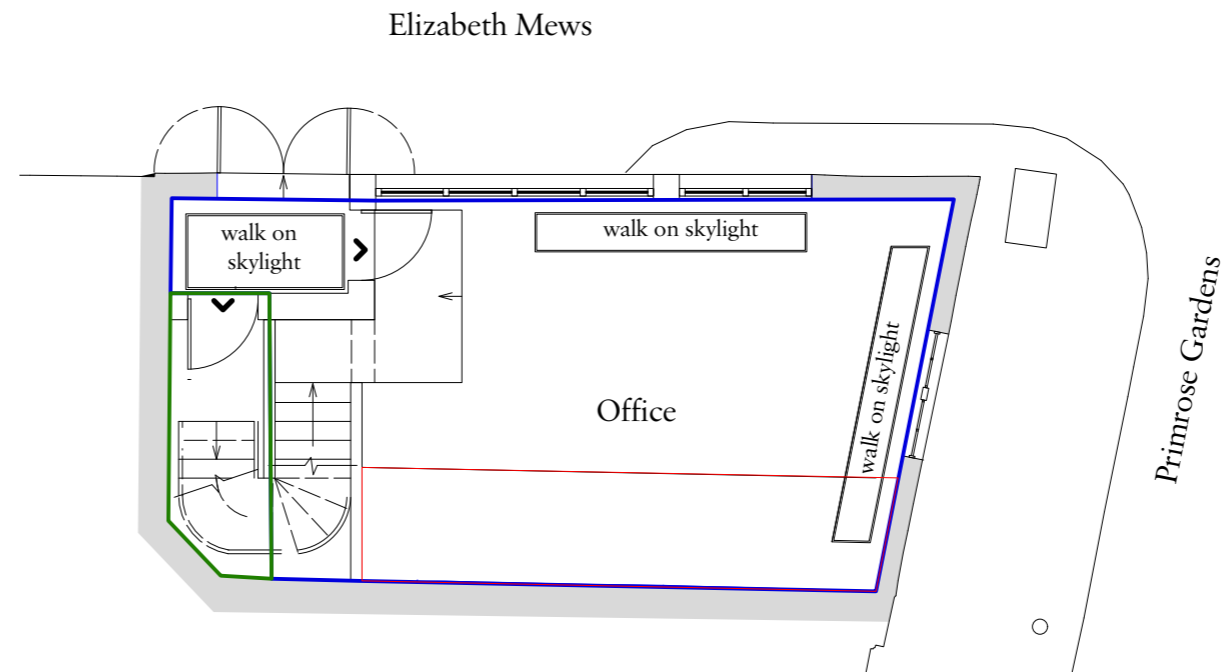 Elizabeth Mews
walk on
skylight
walk on skylight
walk on skylight
Office
Primrose Gardens